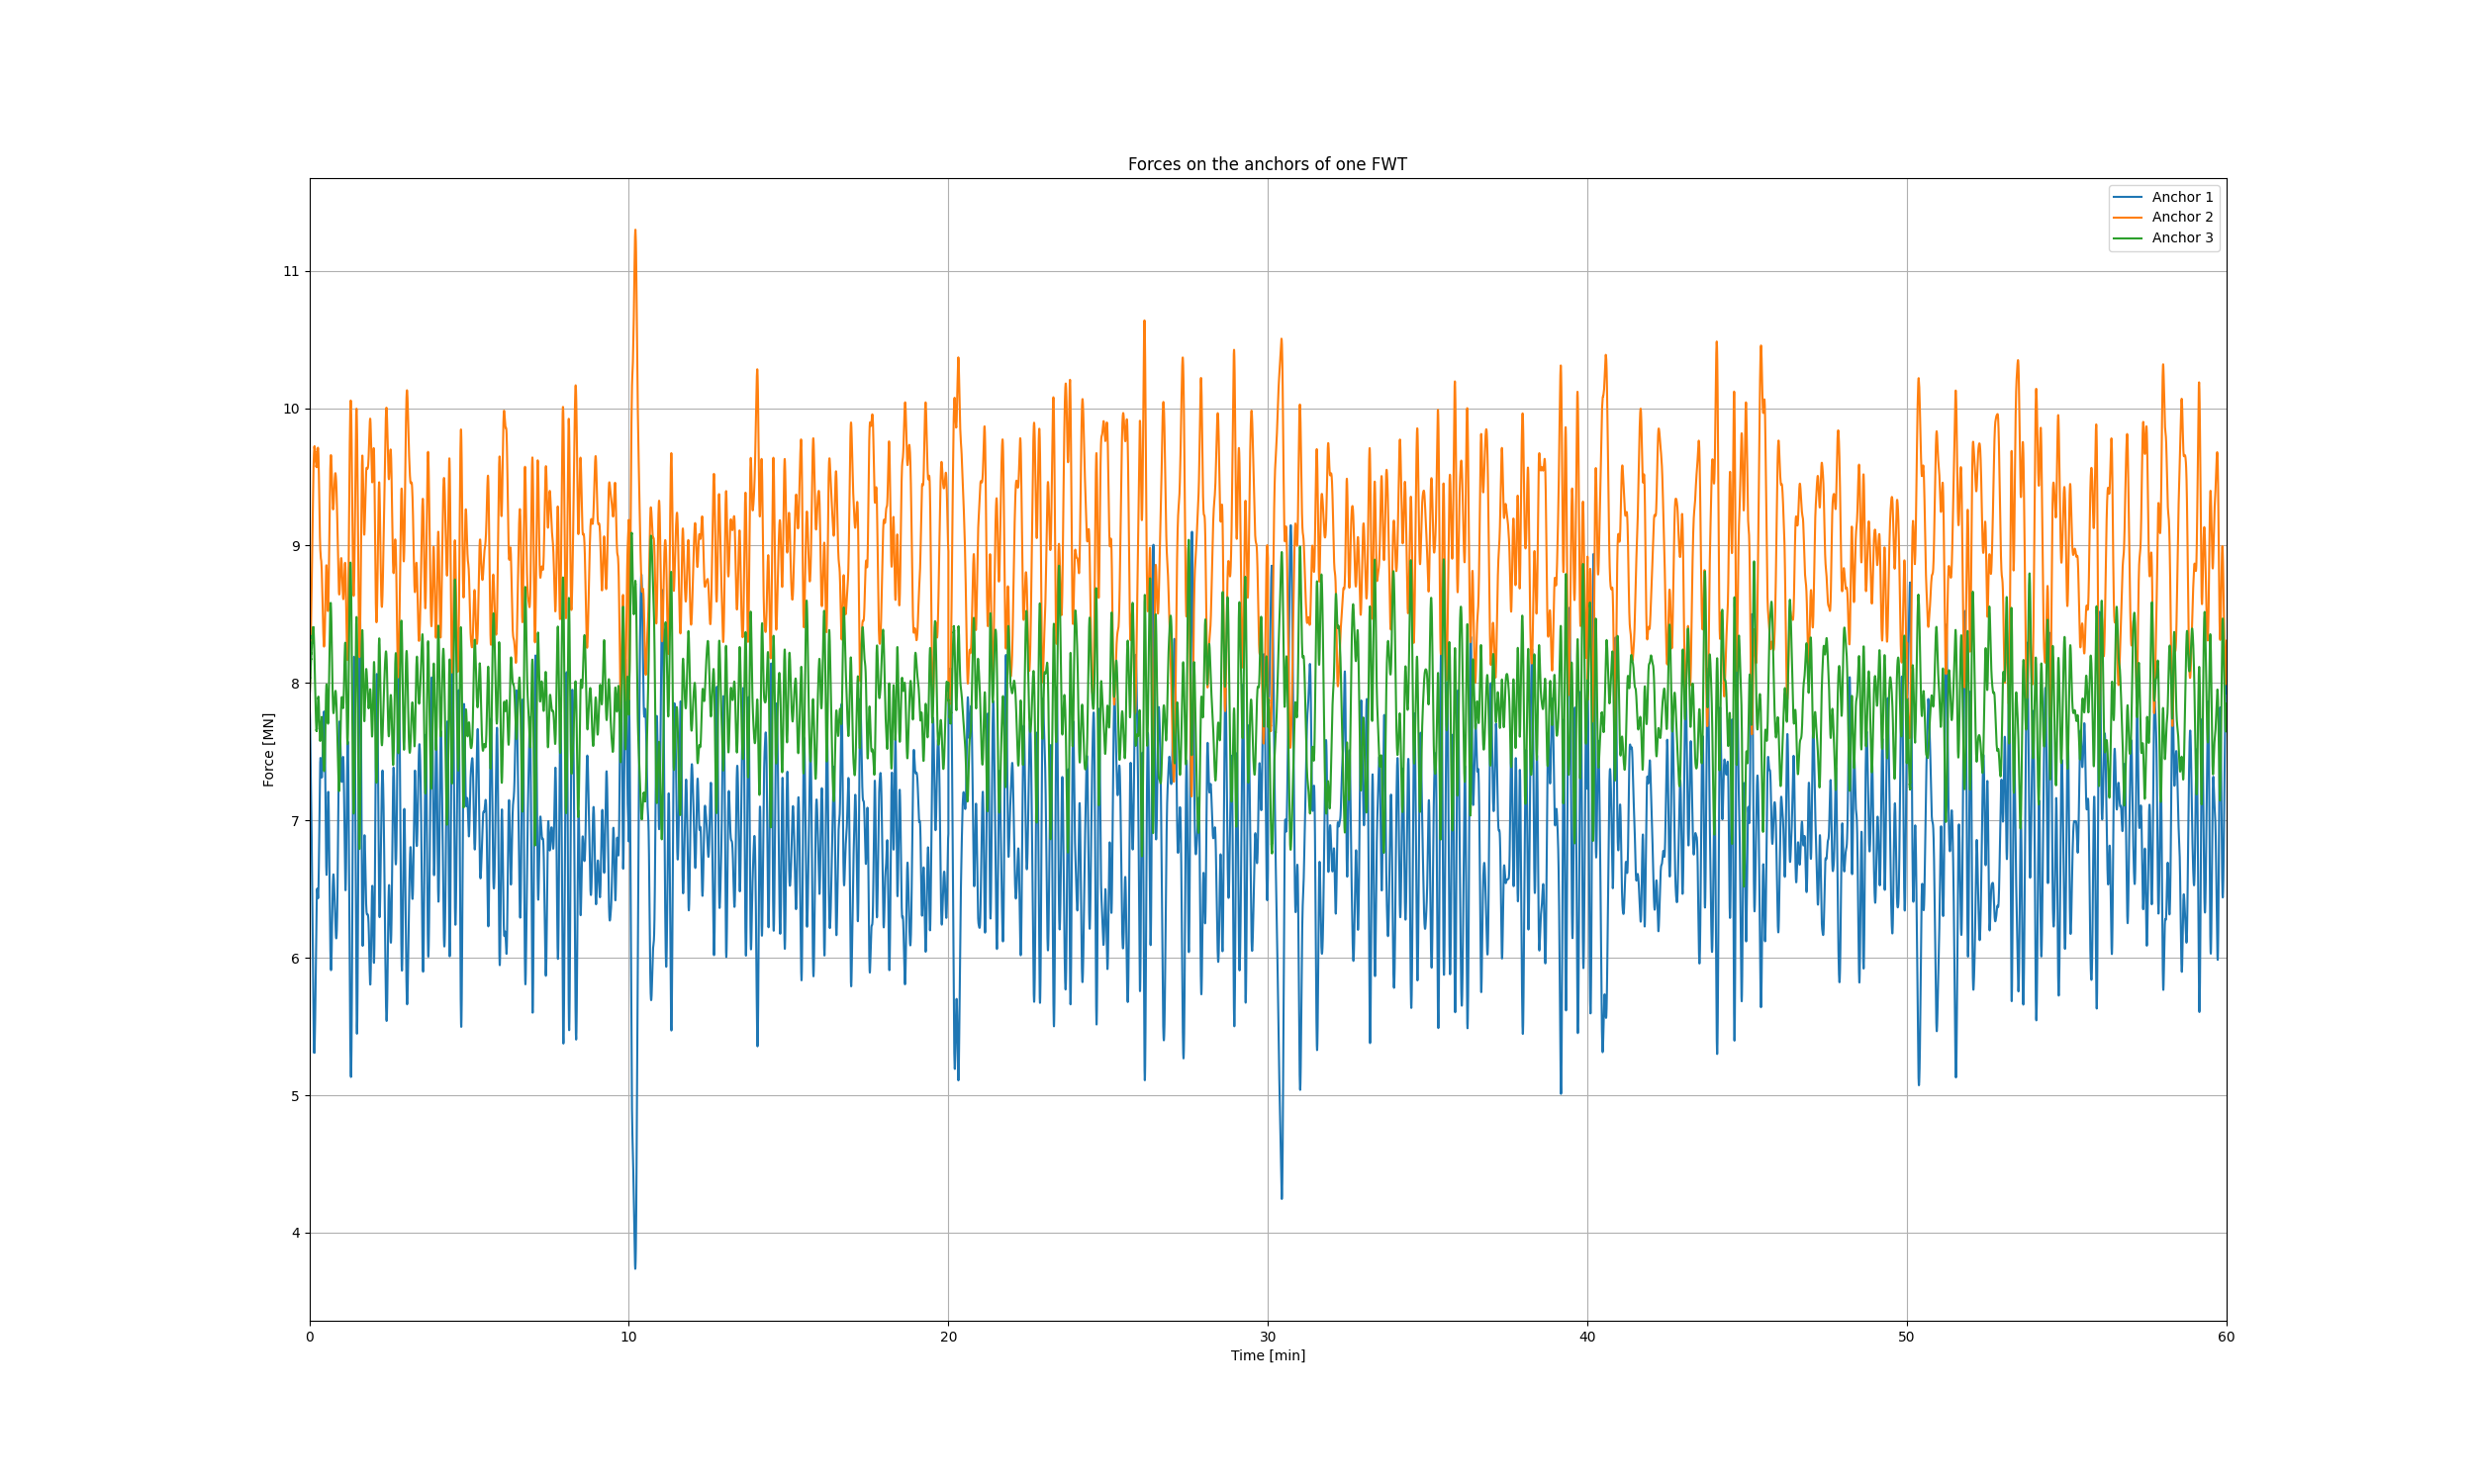 Forces on the anchors of one FWT
Anchor 1
Anchor 2
Anchor 3
Force [MN]
11
10
9
8
7
6
5
4
0 10 20 30 40 50 60
Time [min]